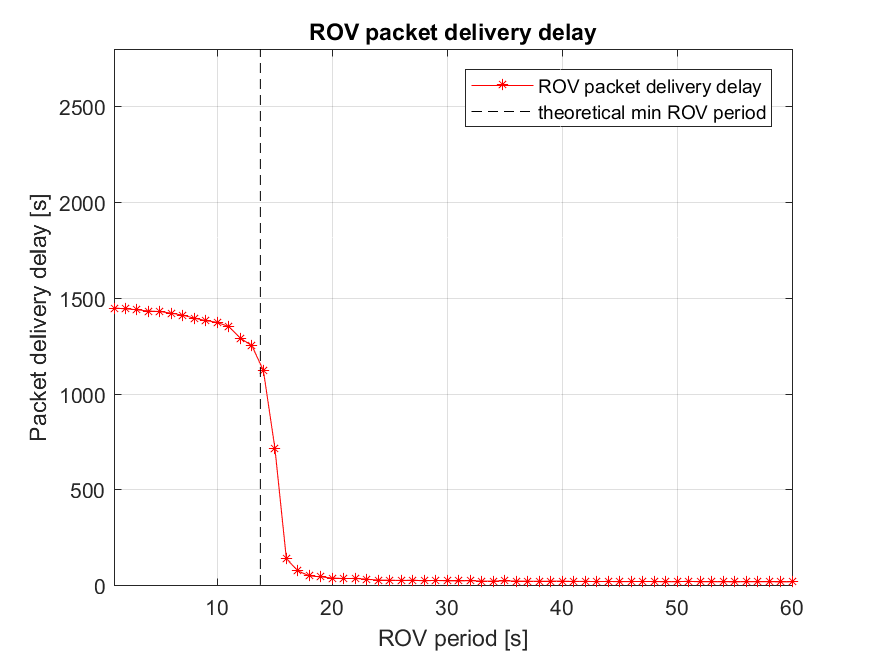 ROV packet delivery delay
ROV packet delivery delay
theoretical min ROV period
2500
2000
1500
1000
500
0
Packet delivery delay [s]
10
20
30
40
50
60
ROV period [s]